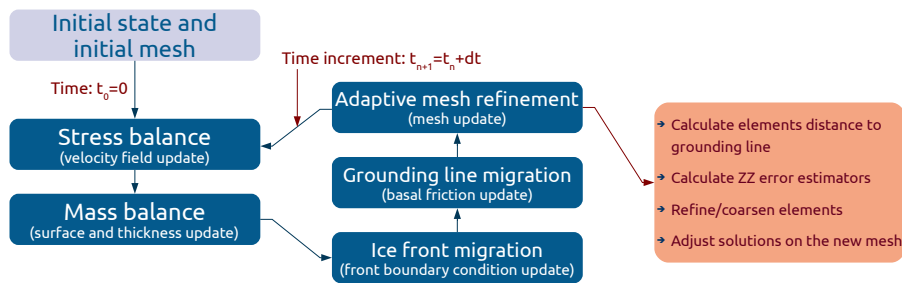 Initial state and
initial mesh
Time: t0=0
Time increment: tn+1=tn+dt
Stress balance
(velocity field update)
Mass balance
(surface and thickness update)
Adaptive mesh refinement
(mesh update)
Grounding line migration
(basal friction update)
Ice front migration
(front boundary condition update)
Calculate elements distance to
grounding line
Calculate ZZ error estimators
Refine/coarsen elements
Adjust solutions on the new mesh